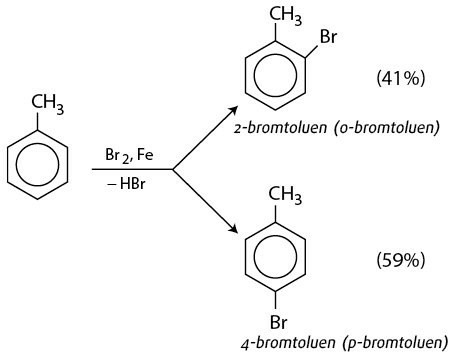 CH₃
Br
(41%)
2-bromtoluen (o-bromtoluen)
CH₃
Br₂, Fe
– HBr
CH₃
(59%)
Br
4-bromtoluen (p-bromtoluen)